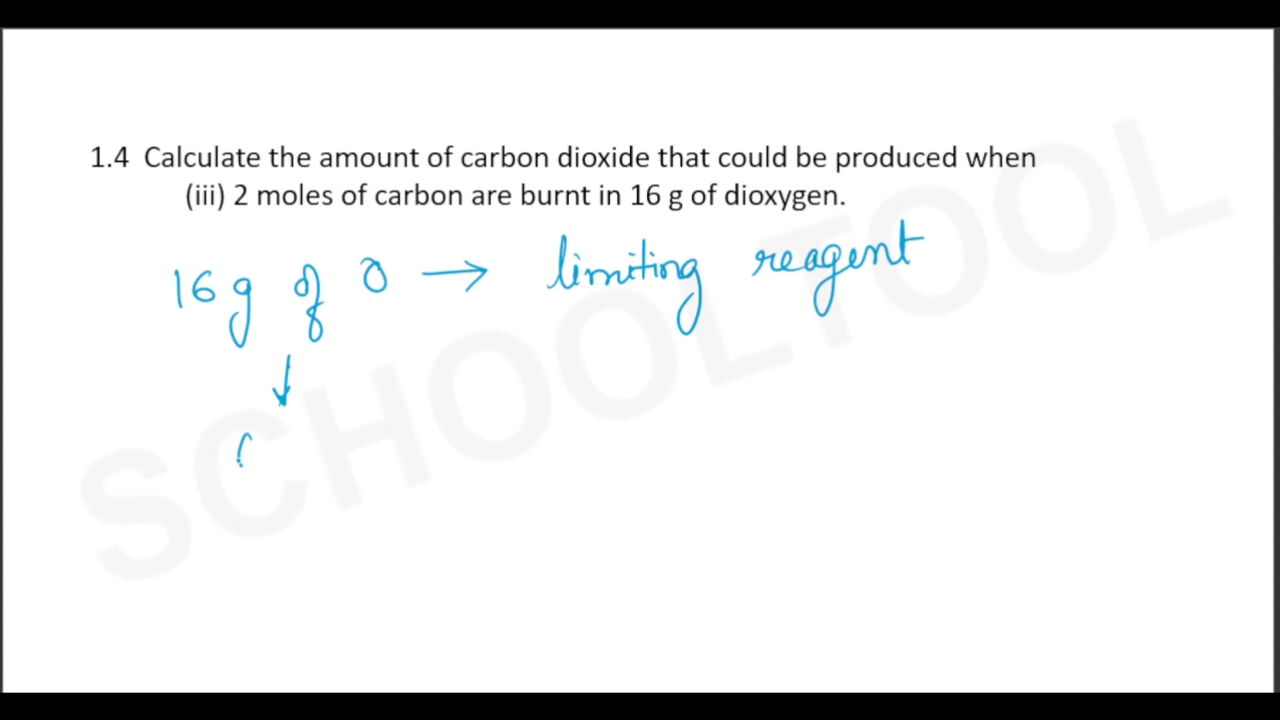 1.4 Calculate the amount of carbon dioxide that could be produced when
(iii) 2 moles of carbon are burnt in 16 g of dioxygen.
16g of O → limiting reagent
↓
(
SCHOOLTOOL